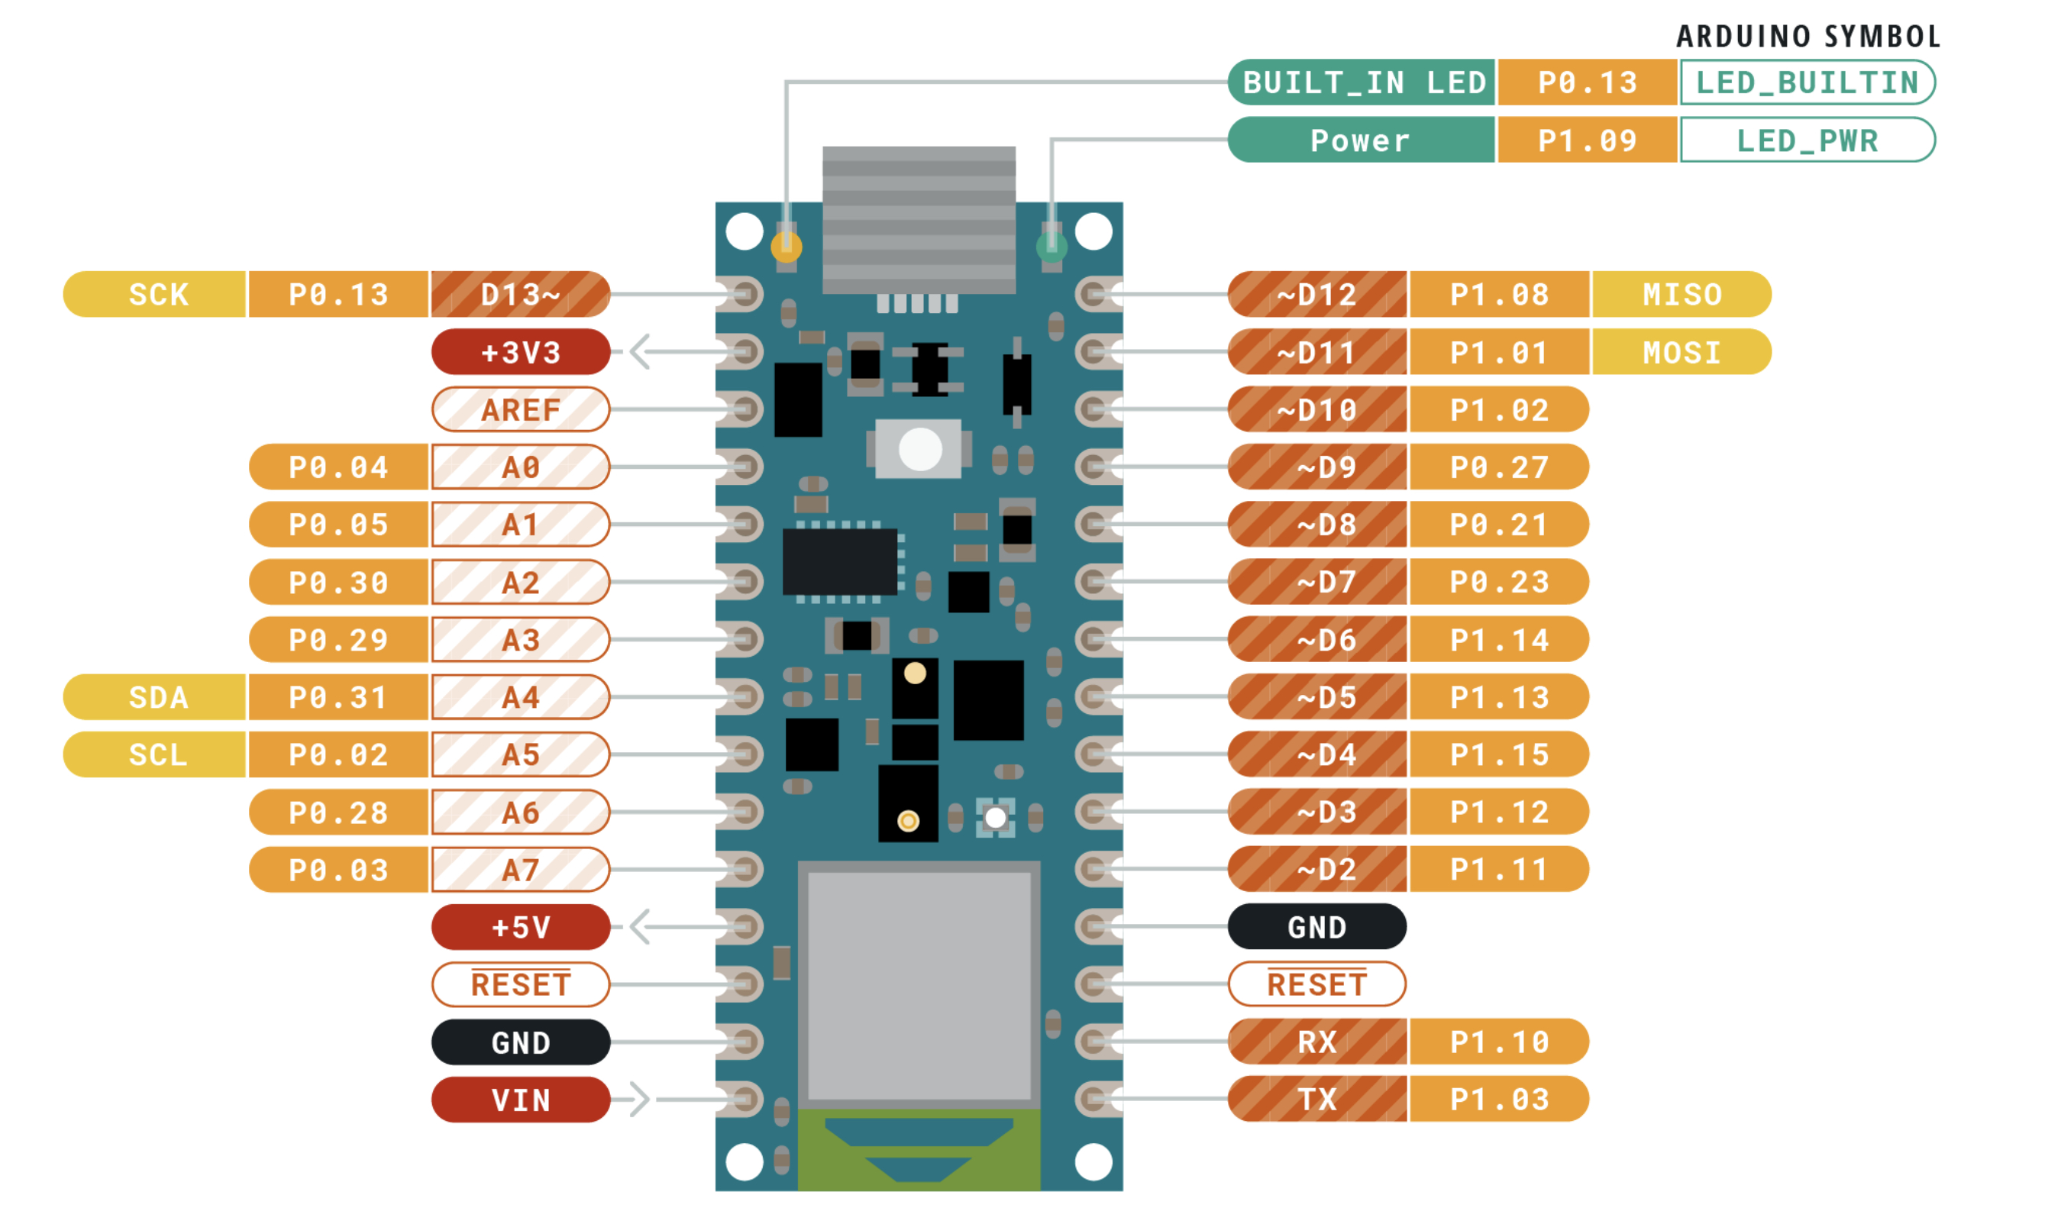 ARDUINO SYMBOL
BUILT_IN LED P0.13 LED_BUILTIN
Power P1.09 LED_PWR
SCK P0.13 D13~ ~D12 P1.08 MISO
+3V3 ~D11 P1.01 MOSI
AREF ~D10 P1.02
P0.04 A0 ~D9 P0.27
P0.05 A1 ~D8 P0.21
P0.30 A2 ~D7 P0.23
P0.29 A3 ~D6 P1.14
SDA P0.31 A4 ~D5 P1.13
SCL P0.02 A5 ~D4 P1.15
P0.28 A6 ~D3 P1.12
P0.03 A7 ~D2 P1.11
+5V GND
RESET RESET
GND RX P1.10
VIN TX P1.03